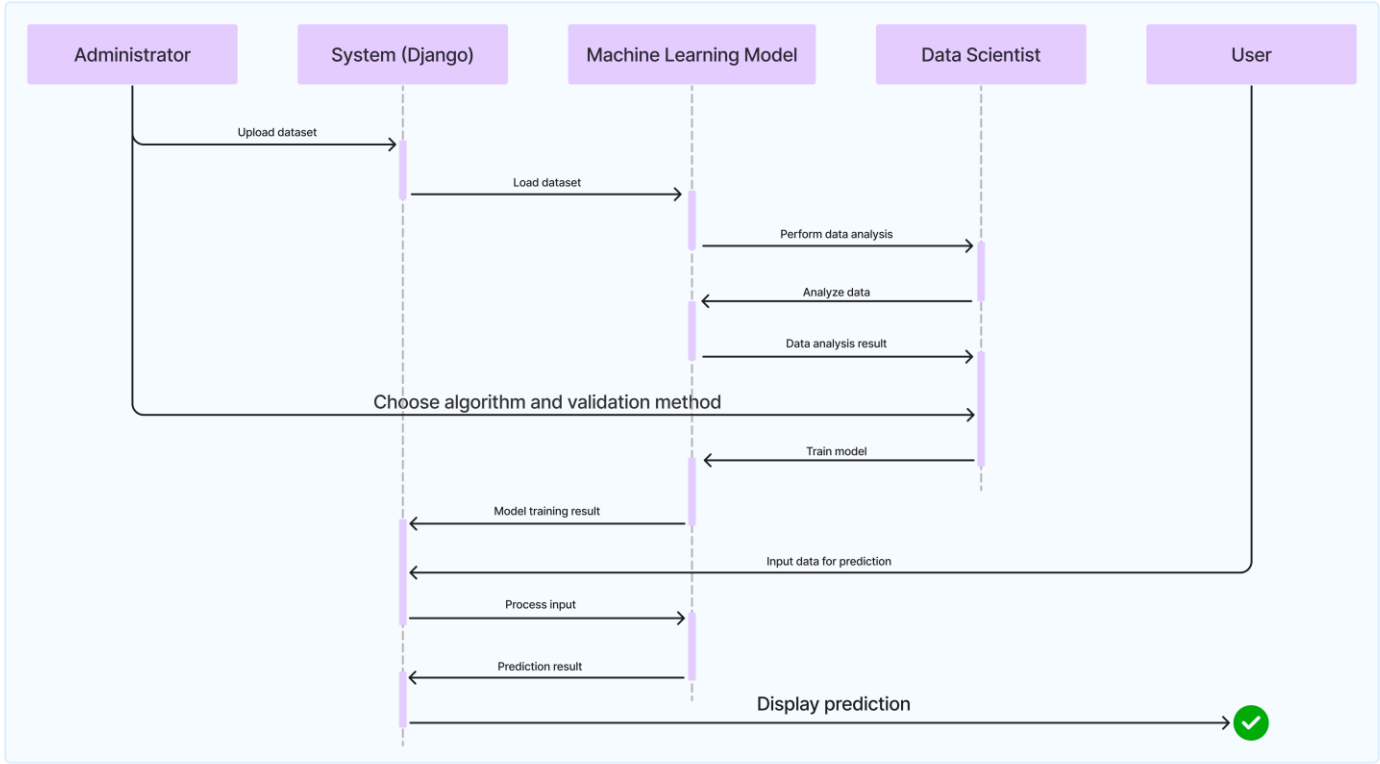 Administrator
System (Django)
Machine Learning Model
Data Scientist
User
Upload dataset
Load dataset
Perform data analysis
Analyze data
Data analysis result
Choose algorithm and validation method
Train model
Model training result
Input data for prediction
Process input
Prediction result
Display prediction